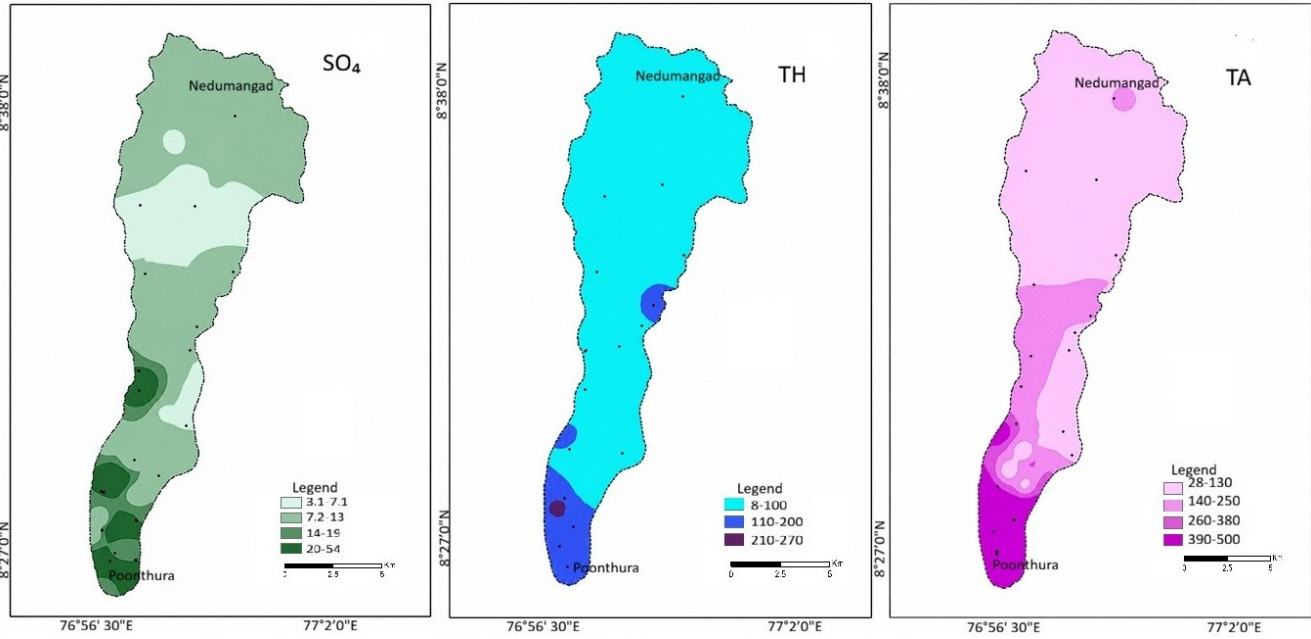 SO₄
Nedumangad
8°38'0"N
8°27'0"N
Legend
3.1-7.1
7.2-13
14-19
20-54
Km
0 2.5 5
Poonthura
76°56' 30"E 77°2'0"E
TH
Nedumangad
8°38'0"N
8°27'0"N
Legend
8-100
110-200
210-270
Km
0 2.5 5
Poonthura
76°56' 30"E 77°2'0"E
TA
Nedumangad
8°38'0"N
8°27'0"N
Legend
28-130
140-250
260-380
390-500
Km
0 2.5 5
Poonthura
76°56' 30"E 77°2'0"E